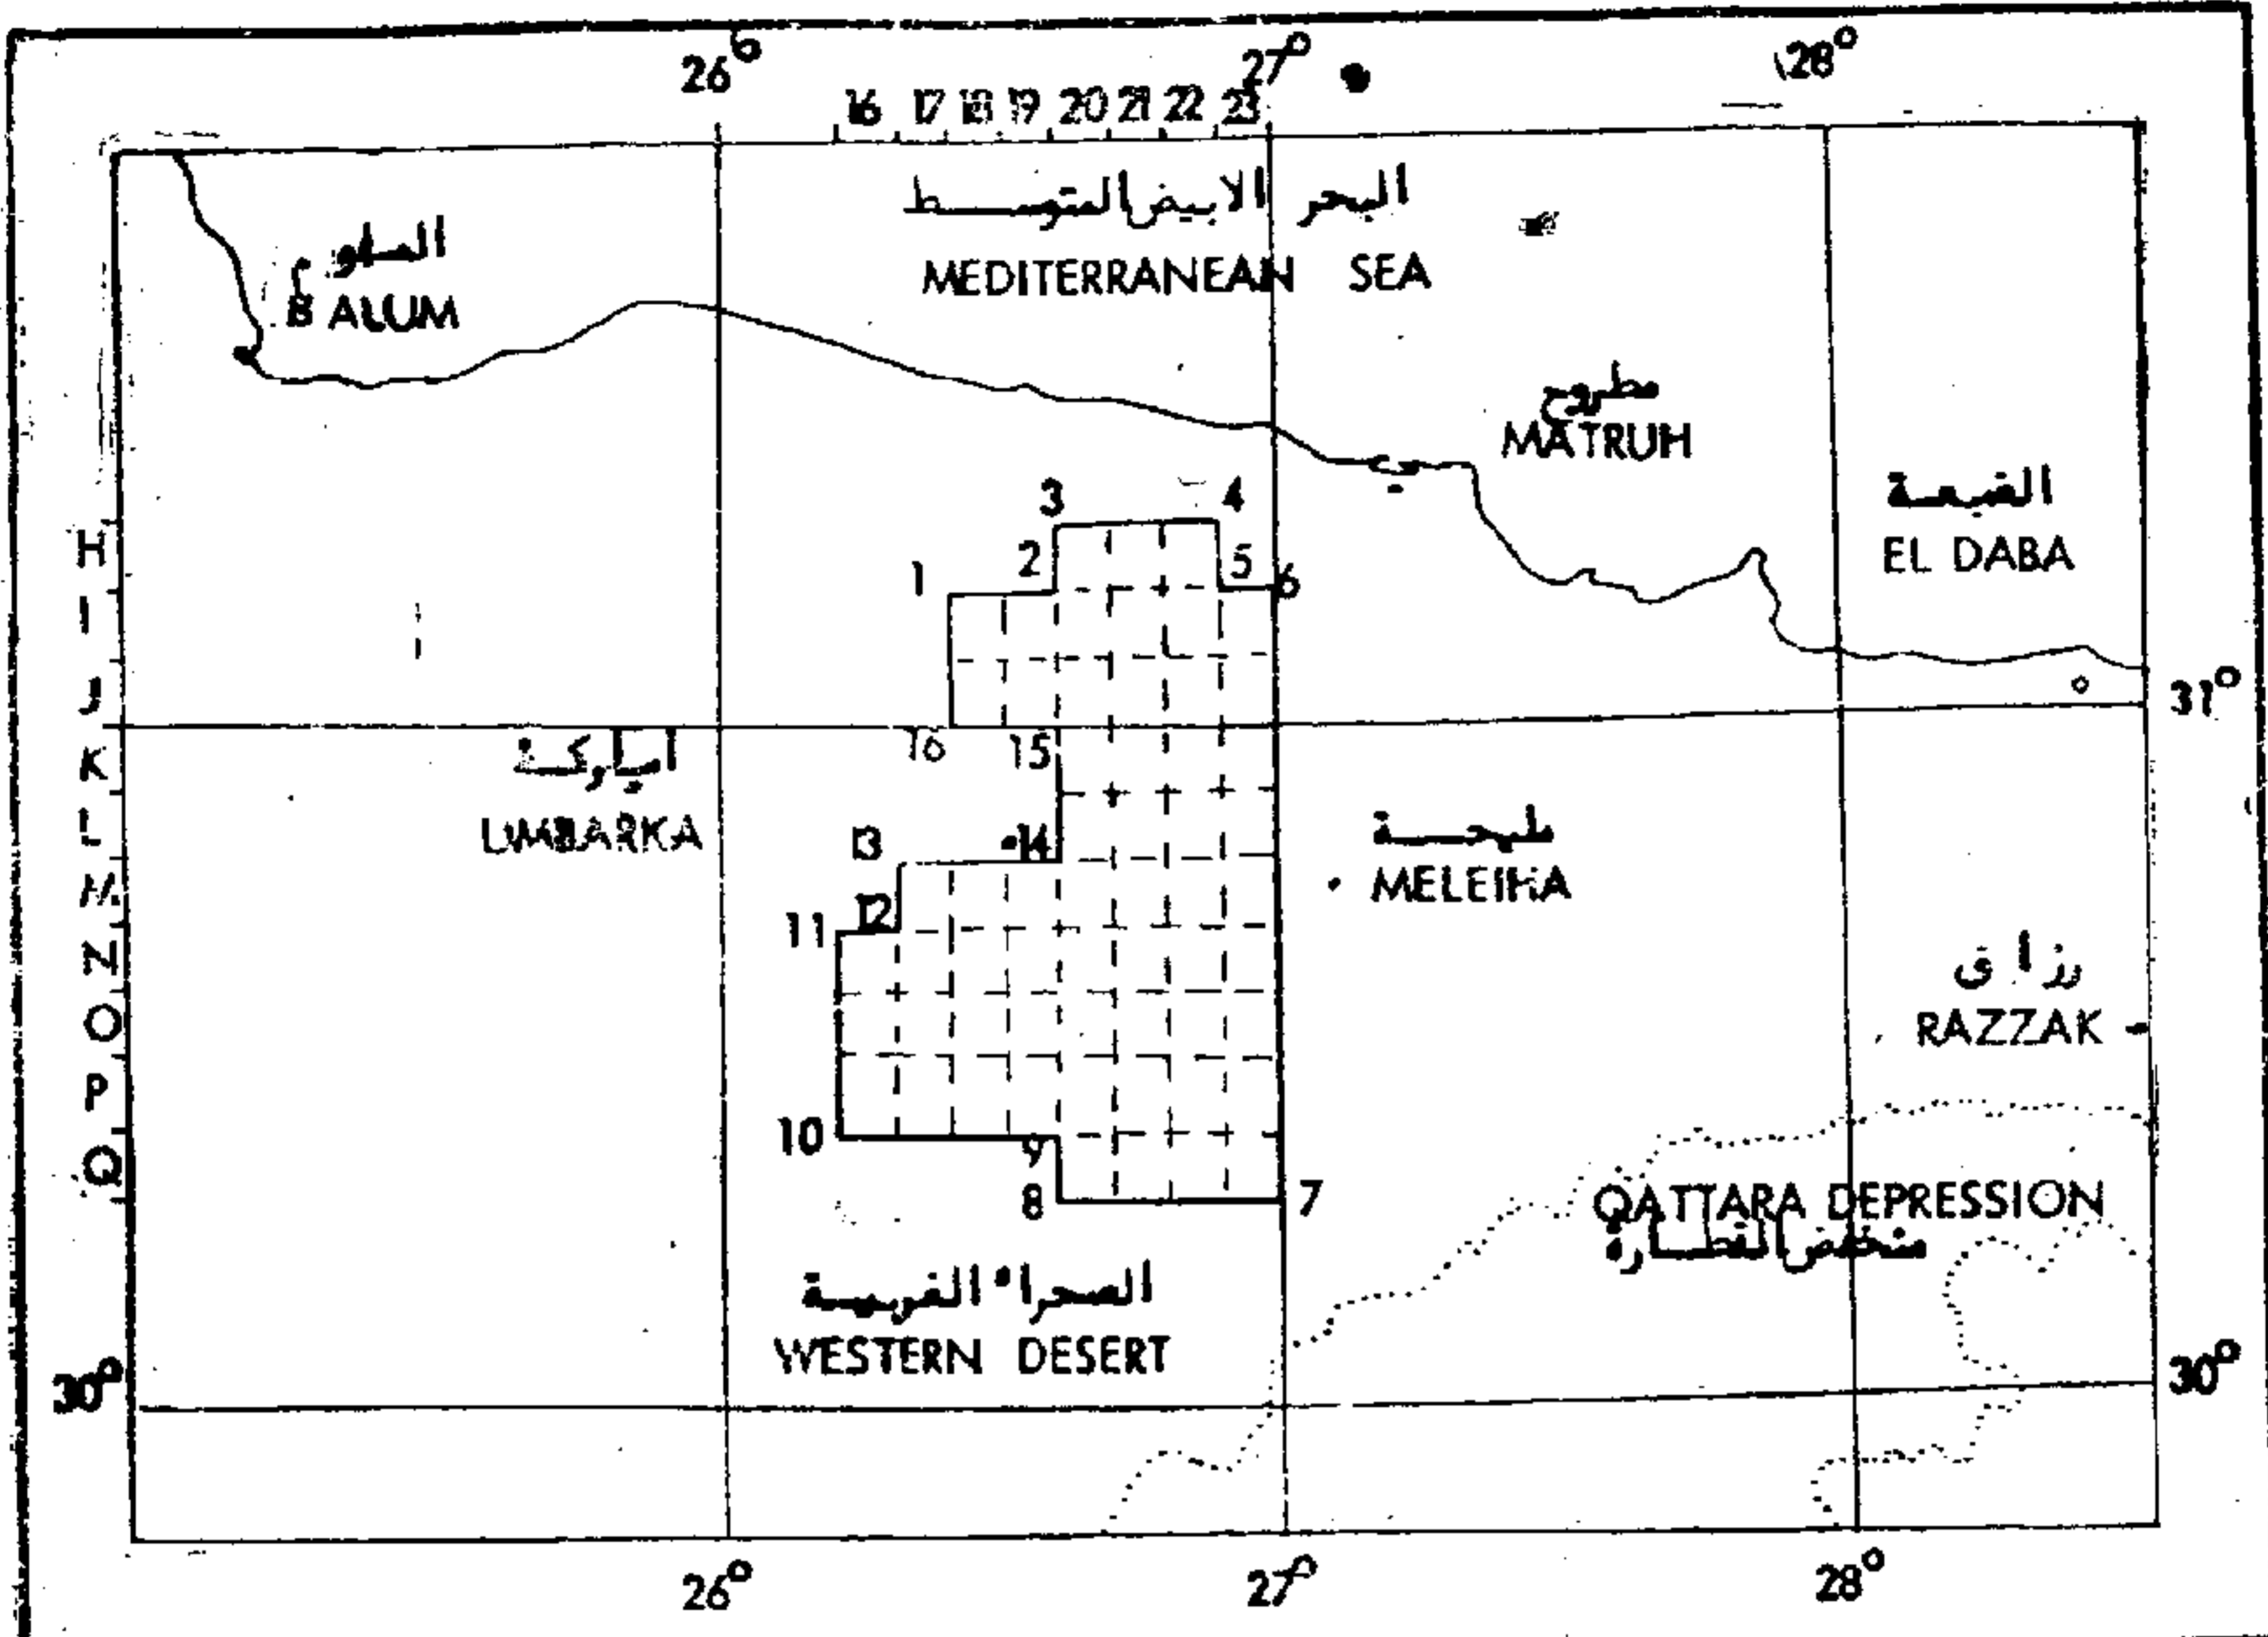 26° 27° 28°
16 17 18 19 20 21 22 23
البحر الابيض المتوسط
MEDITERRANEAN SEA
السلوم
SALUM
مطروح
MATRUH
الضبعة
EL DABA
H
I
J
K
L
M
N
O
P
Q
3 4
1 2 5 6
31°
16 15
امباركة
UMBARKA
13 14
مليحة
MELEIHA
11 12
رزاق
RAZZAK
10 9
8 7
QATTARA DEPRESSION
منخفض القطارة
الصحراء الغربية
WESTERN DESERT
30° 30°
26° 27° 28°